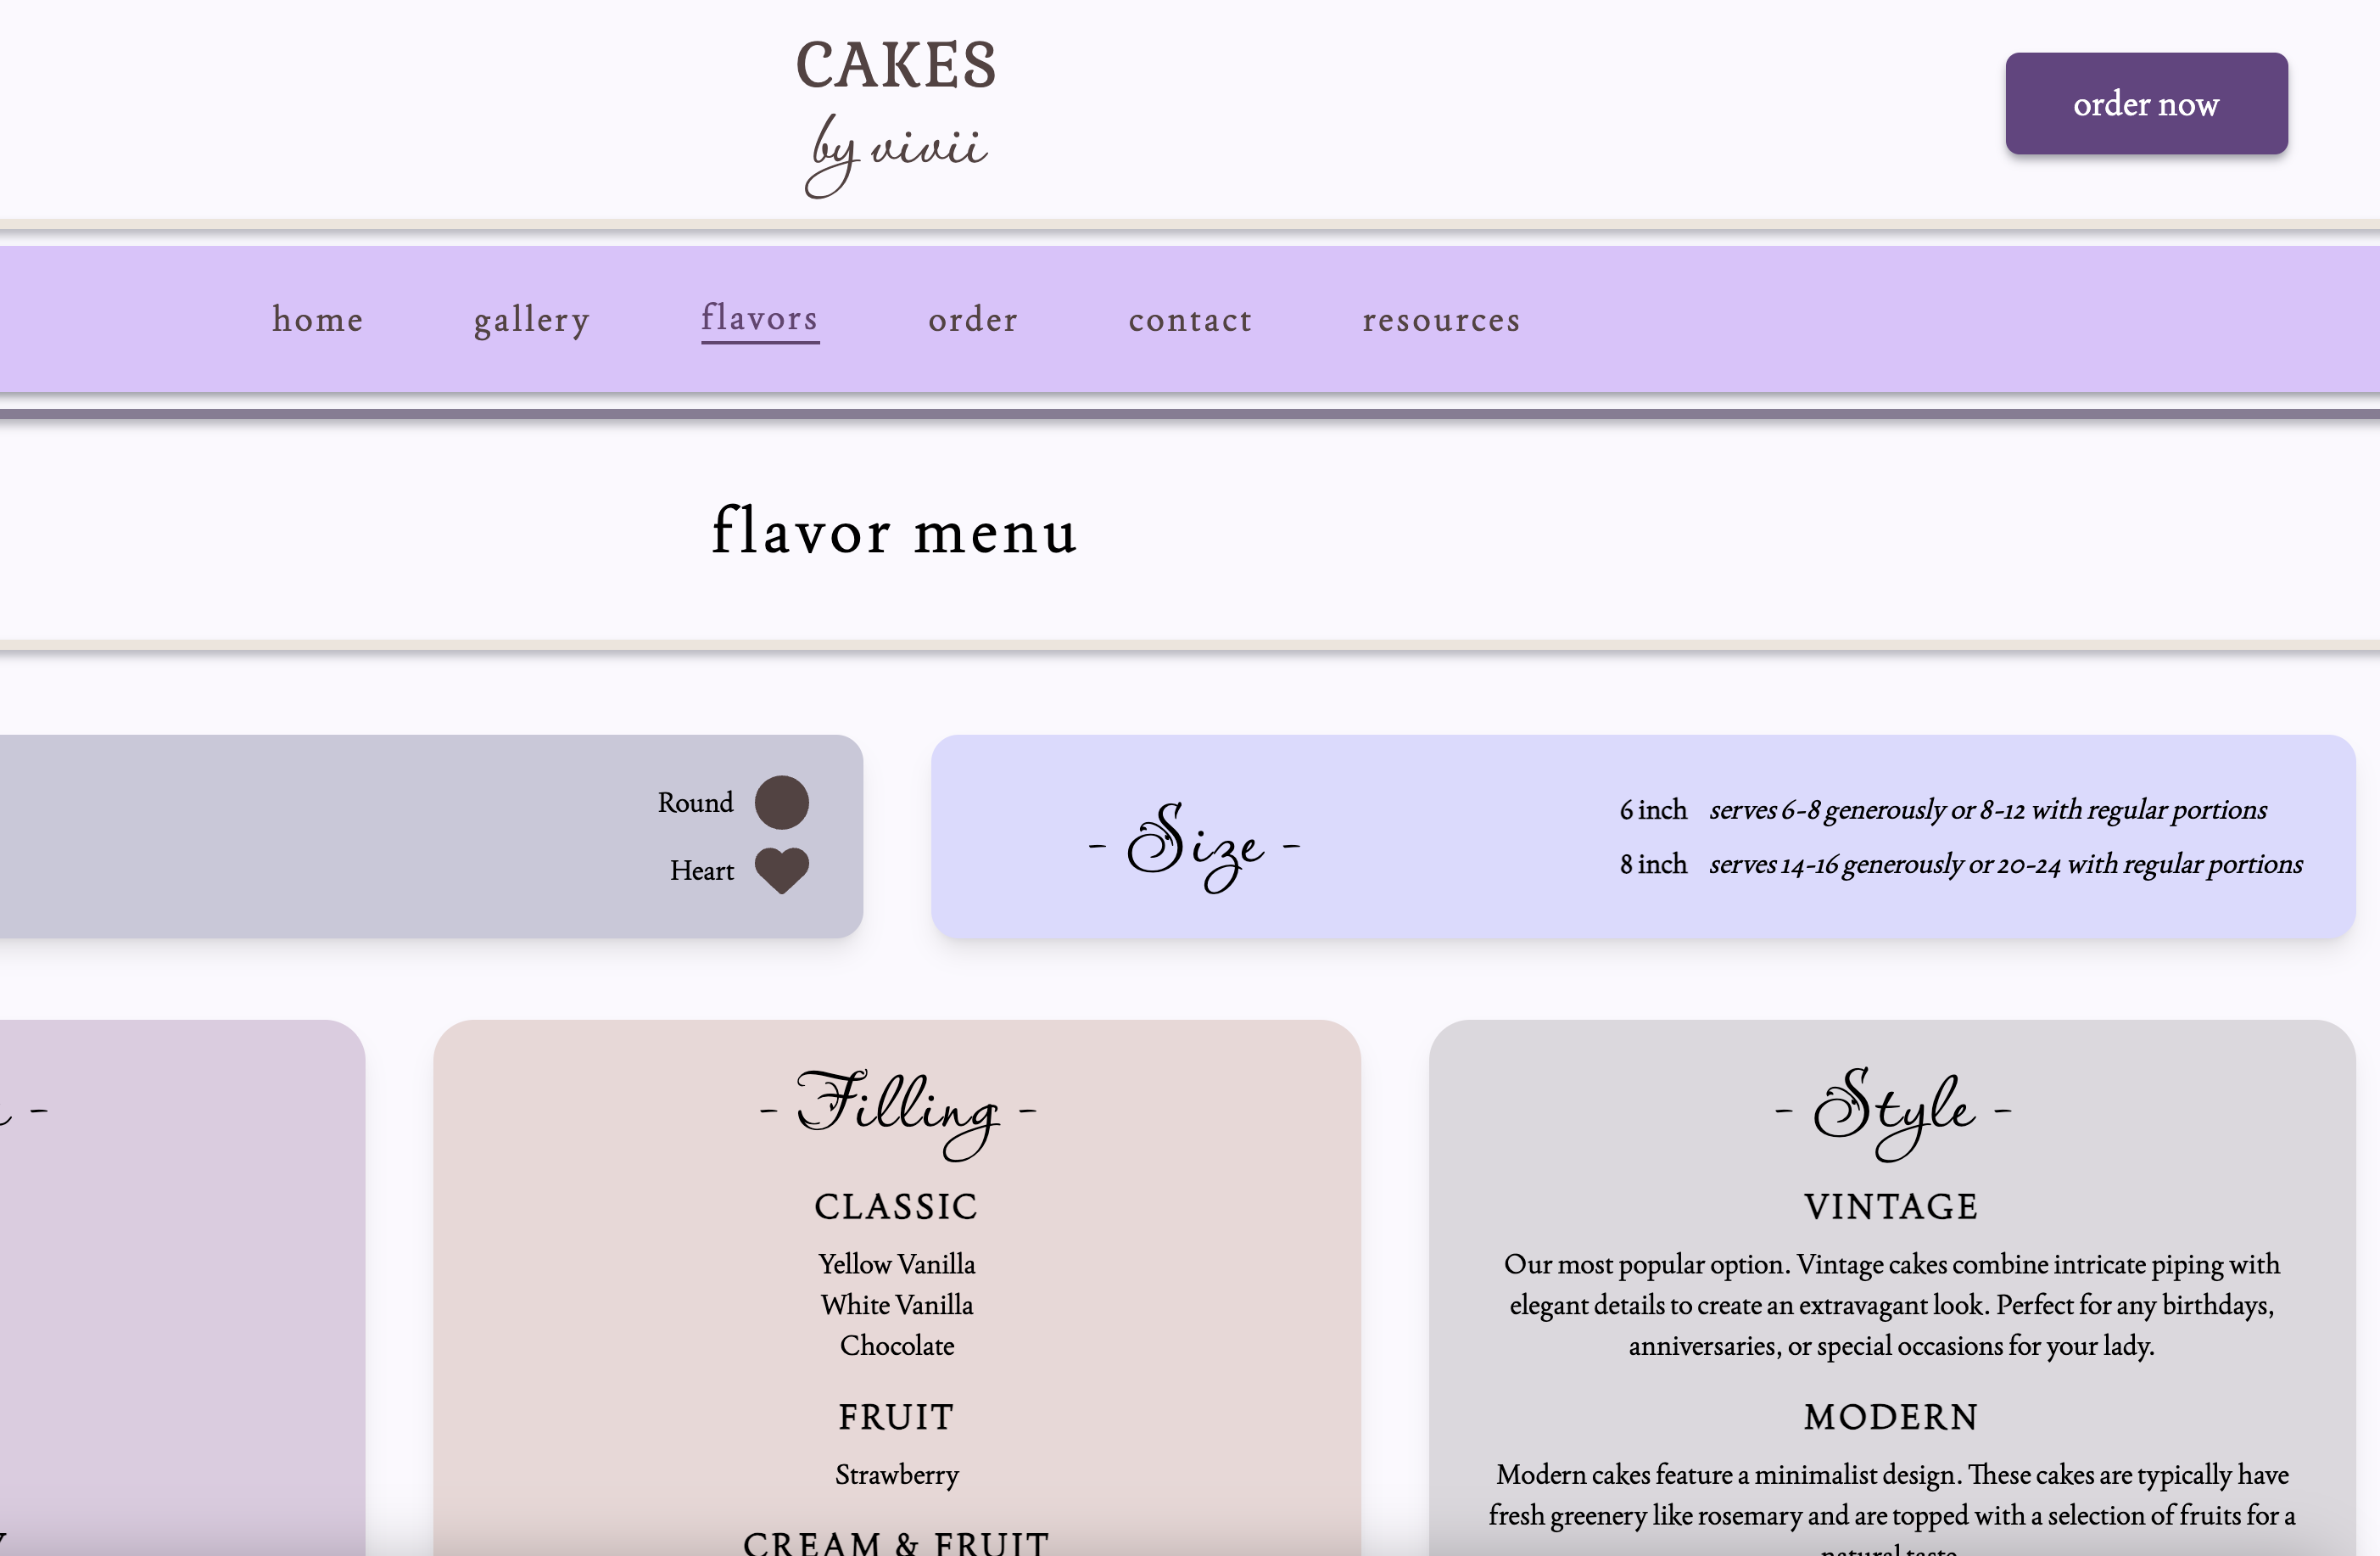 CAKES
by vivii
order now
home gallery flavors order contact resources
flavor menu
Round
Heart
- Size -
6 inch serves 6-8 generously or 8-12 with regular portions
8 inch serves 14-16 generously or 20-24 with regular portions
-
- Filling -
CLASSIC
Yellow Vanilla
White Vanilla
Chocolate
FRUIT
Strawberry
CREAM & FRUIT
- Style -
VINTAGE
Our most popular option. Vintage cakes combine intricate piping with
elegant details to create an extravagant look. Perfect for any birthdays,
anniversaries, or special occasions for your lady.
MODERN
Modern cakes feature a minimalist design. These cakes are typically have
fresh greenery like rosemary and are topped with a selection of fruits for a
natural taste